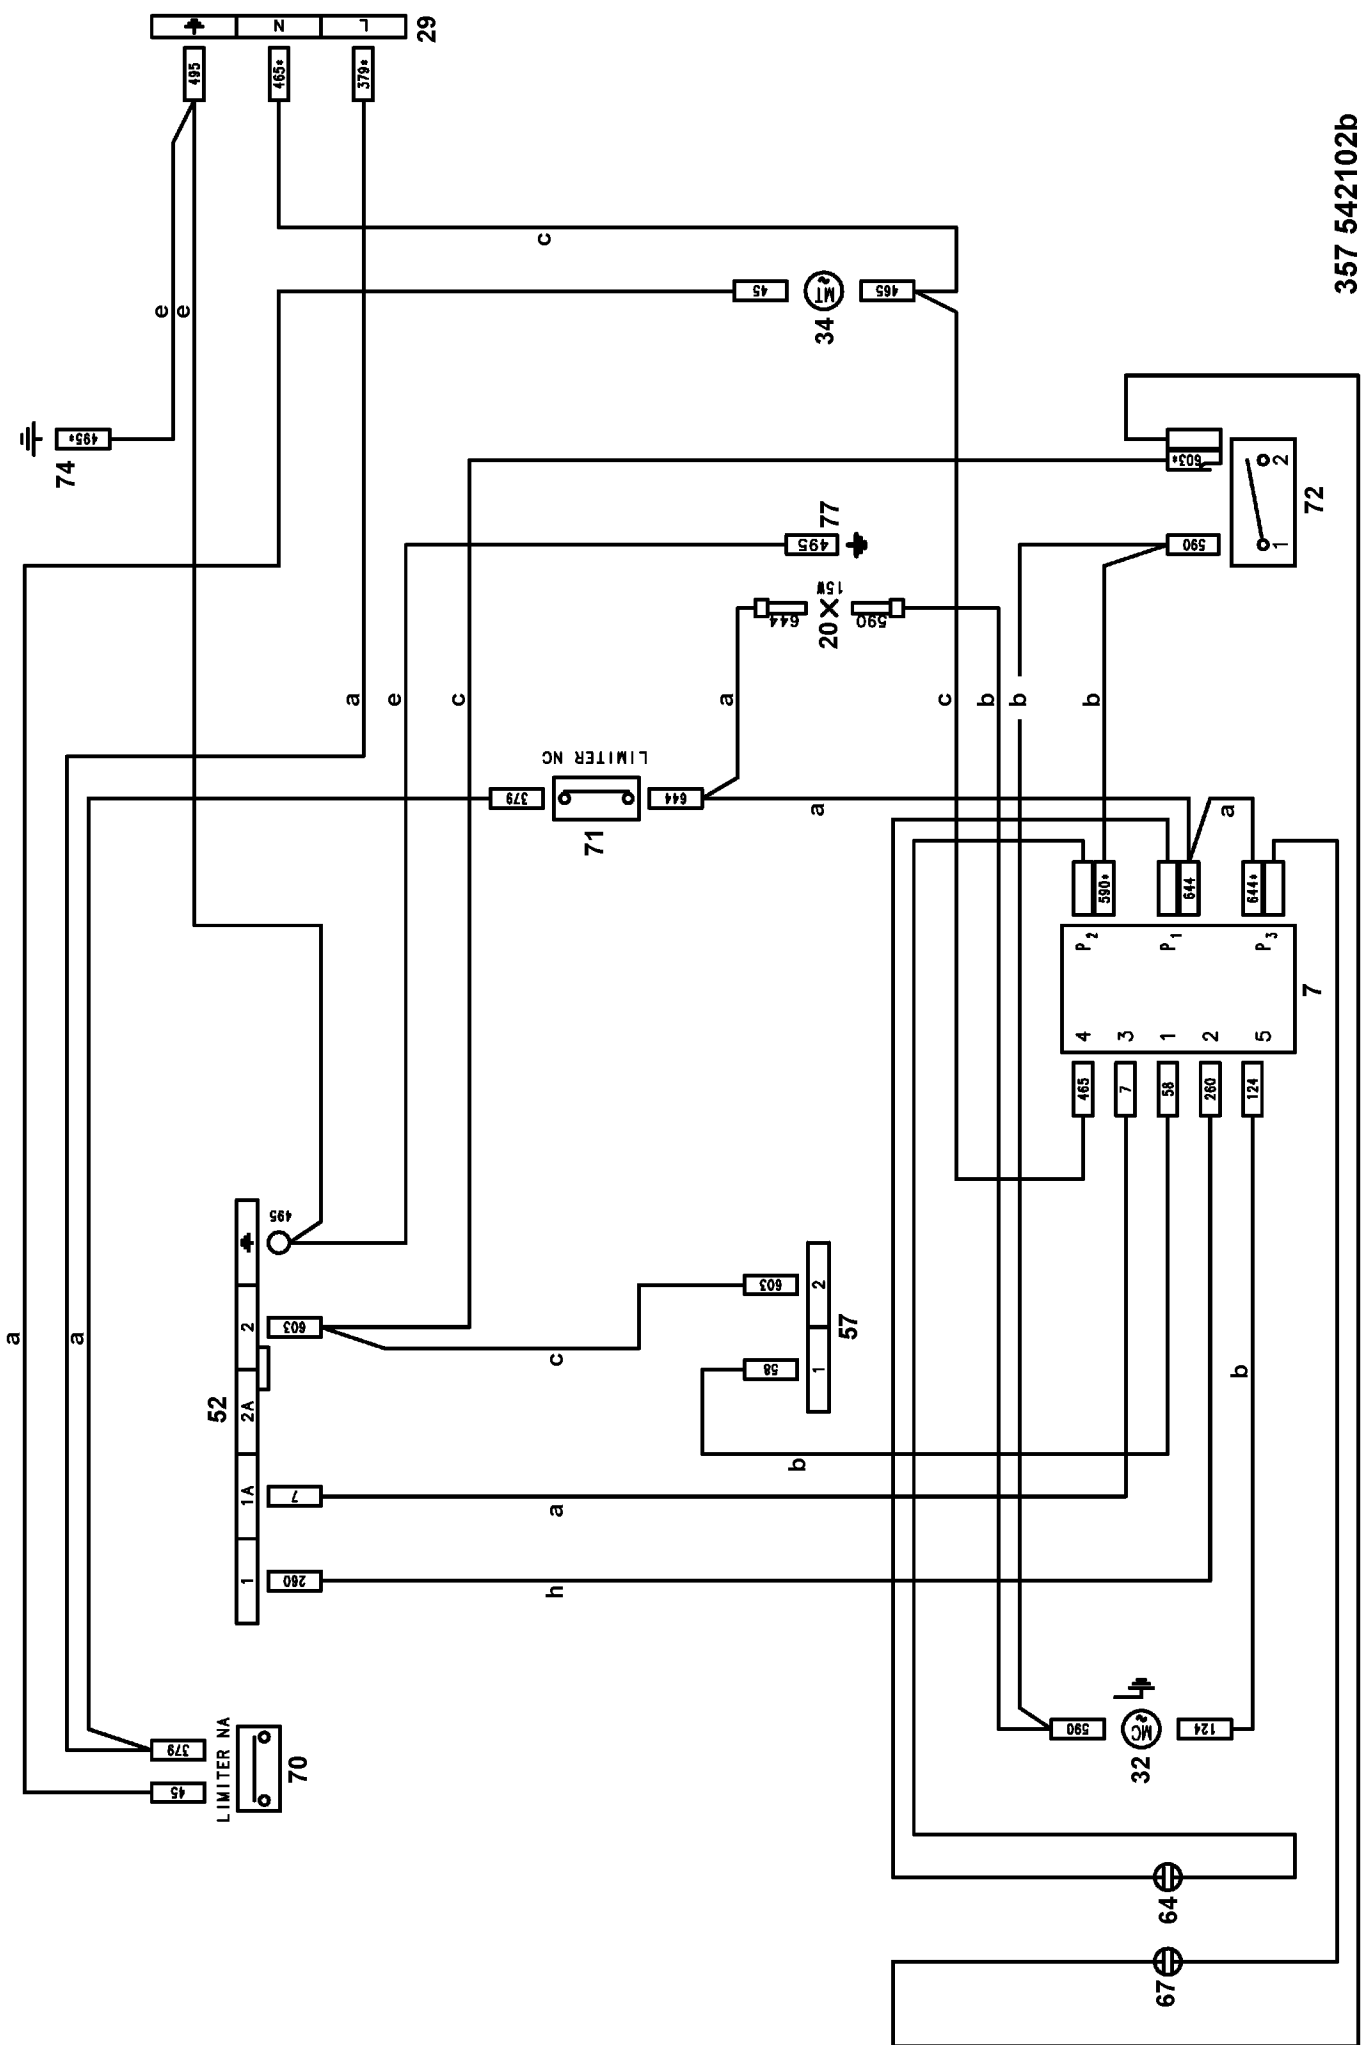 29
N
L
495
465*
379*
c
e
e
45
MT
465
34
357 542102b
495*
74
603*
2
1
72
590
495
77
15W
644
20
590
a
e
c
a
c
b
b
b
LIMITER NC
379
644
71
a
a
590*
644
644*
P2
P1
P3
7
4
3
1
2
5
465
7
58
260
124
495
603
2
2A
1A
1
52
7
260
603
2
1
57
58
c
b
a
h
a
a
b
379
45
LIMITER NA
70
590
MC
124
32
64
67